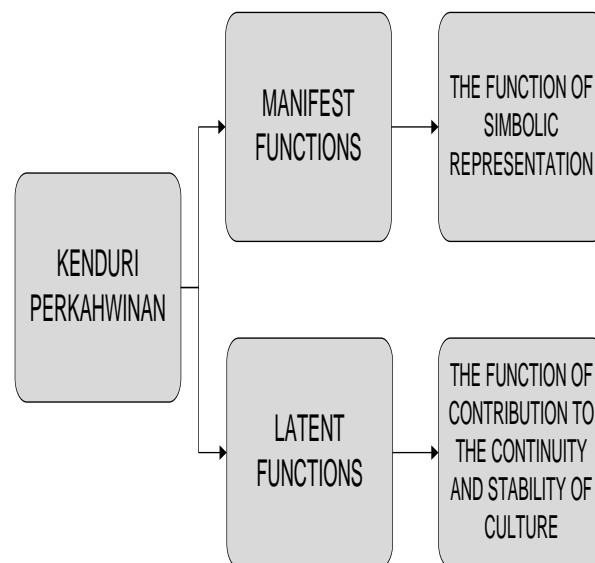 KENDURI
PERKAHWINAN
MANIFEST
FUNCTIONS
THE FUNCTION OF
SIMBOLIC
REPRESENTATION
LATENT
FUNCTIONS
THE FUNCTION OF
CONTRIBUTION TO
THE CONTINUITY
AND STABILITY OF
CULTURE